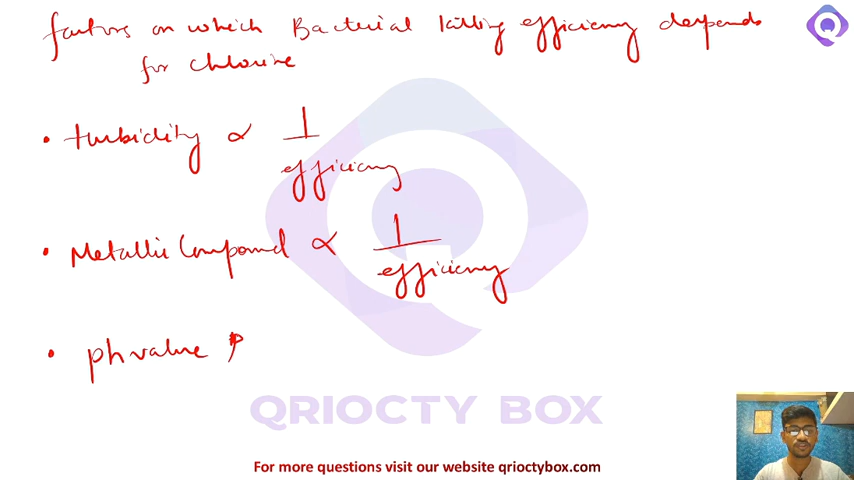 factors on which Bacterial killing efficiency depends
for chlorine
• turbidity ∝ 1
efficiency
• Metallic Compound ∝ 1
efficiency
• ph value
QRIOCTY BOX
For more questions visit our website qrioctybox.com